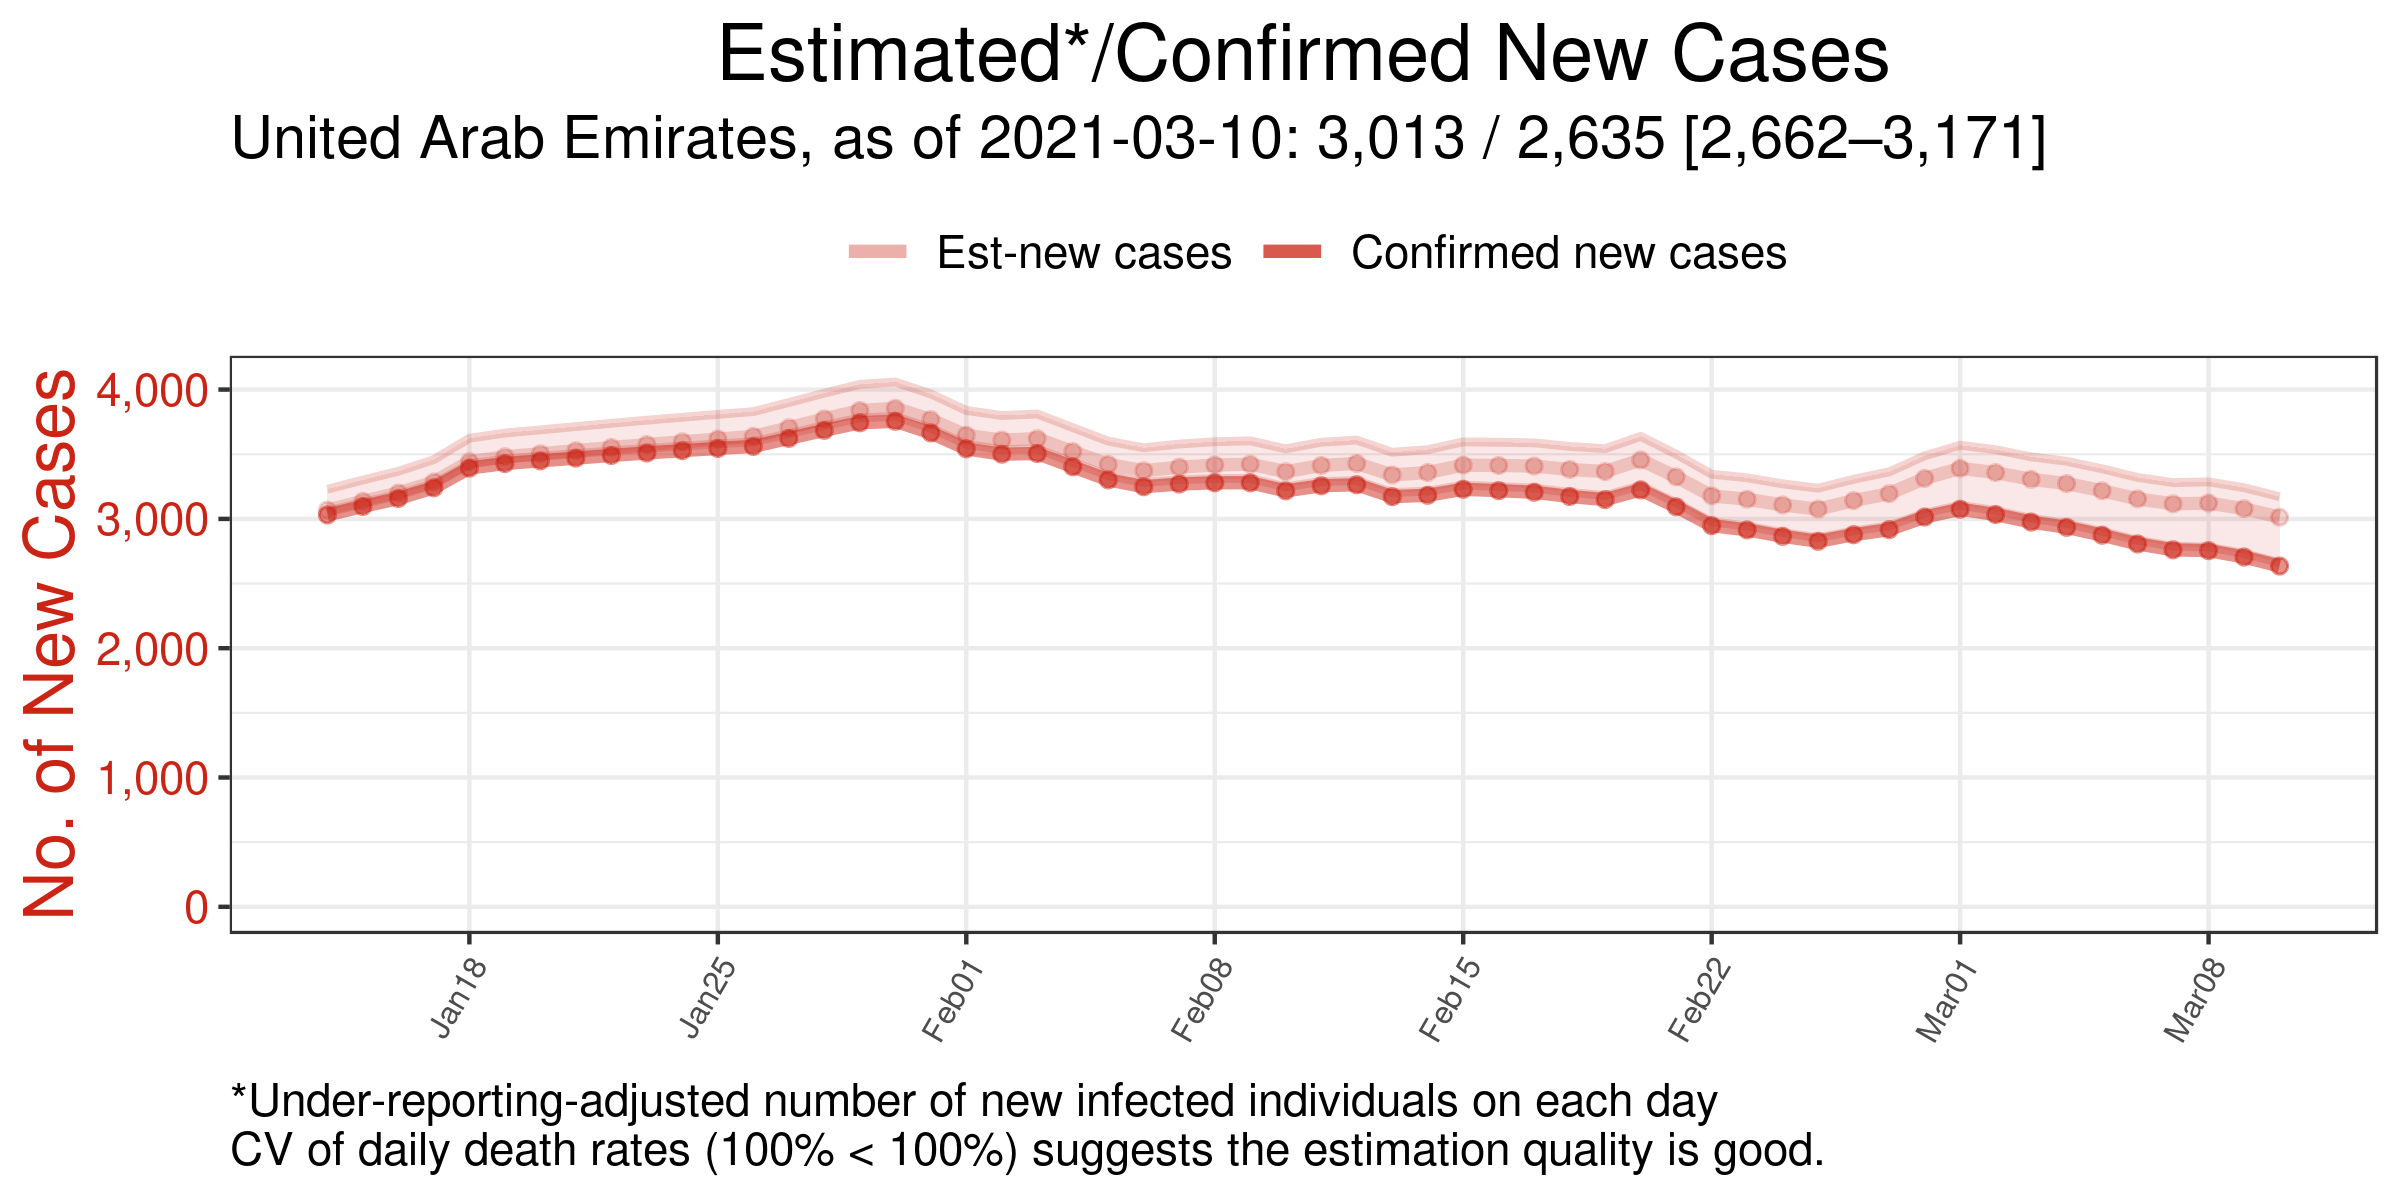 Estimated*/Confirmed New Cases
United Arab Emirates, as of 2021-03-10: 3,013 / 2,635 [2,662–3,171]
Est-new cases
Confirmed new cases
No. of New Cases
4,000
3,000
2,000
1,000
0
Jan18
Jan25
Feb01
Feb08
Feb15
Feb22
Mar01
Mar08
*Under-reporting-adjusted number of new infected individuals on each day
CV of daily death rates (100% < 100%) suggests the estimation quality is good.